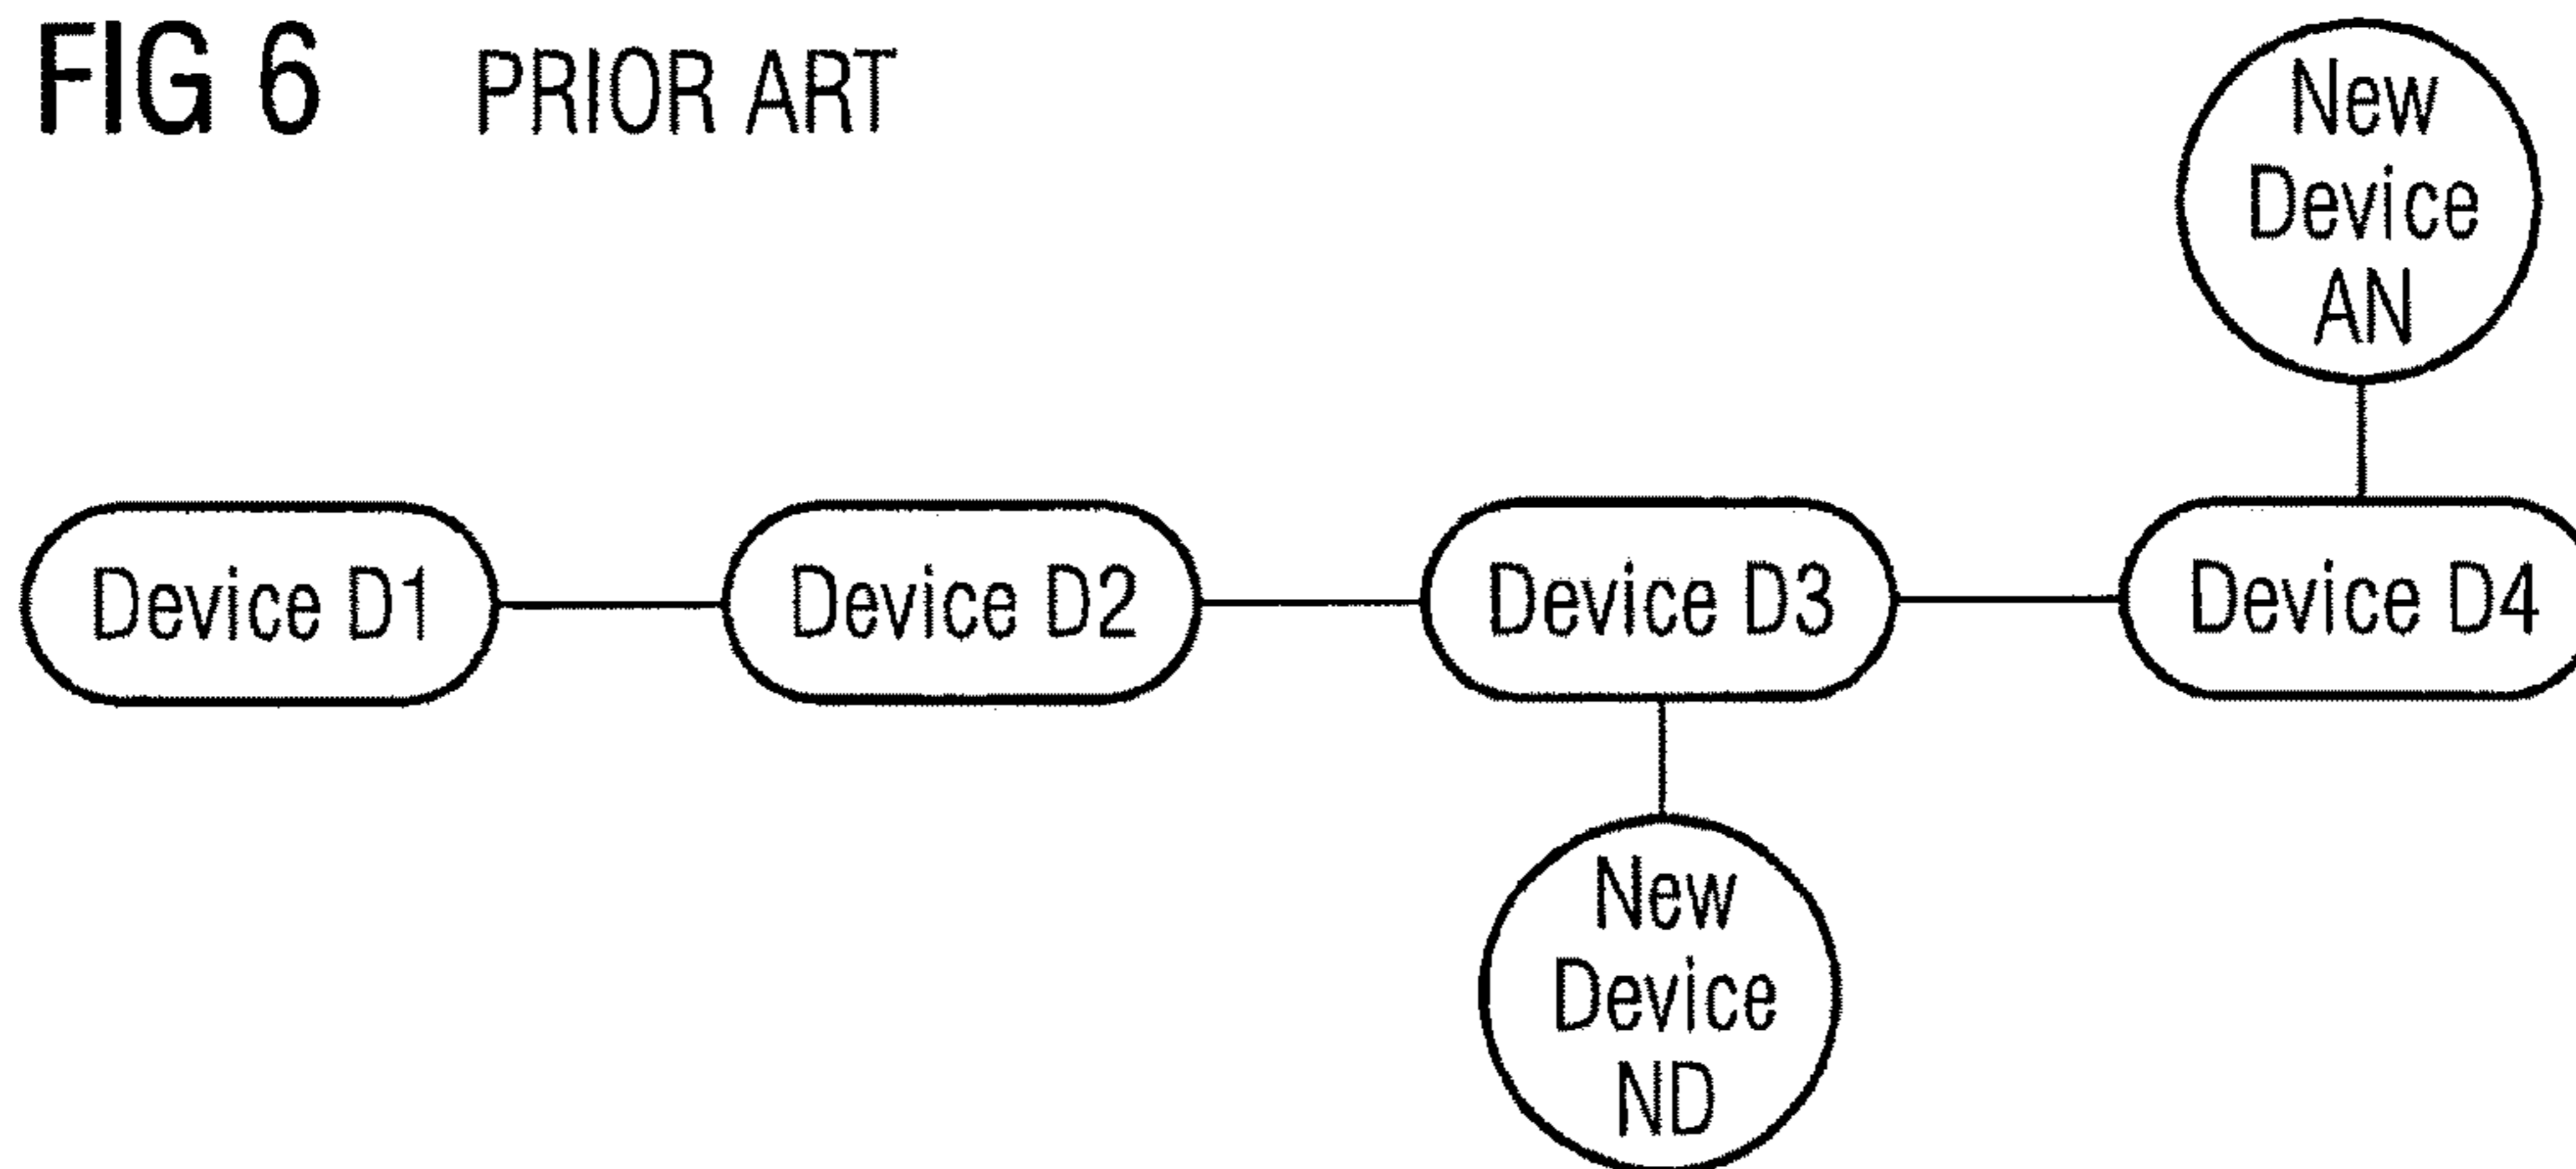 FIG 6 PRIOR ART
New
Device
AN
Device D1
Device D2
Device D3
Device D4
New
Device
ND